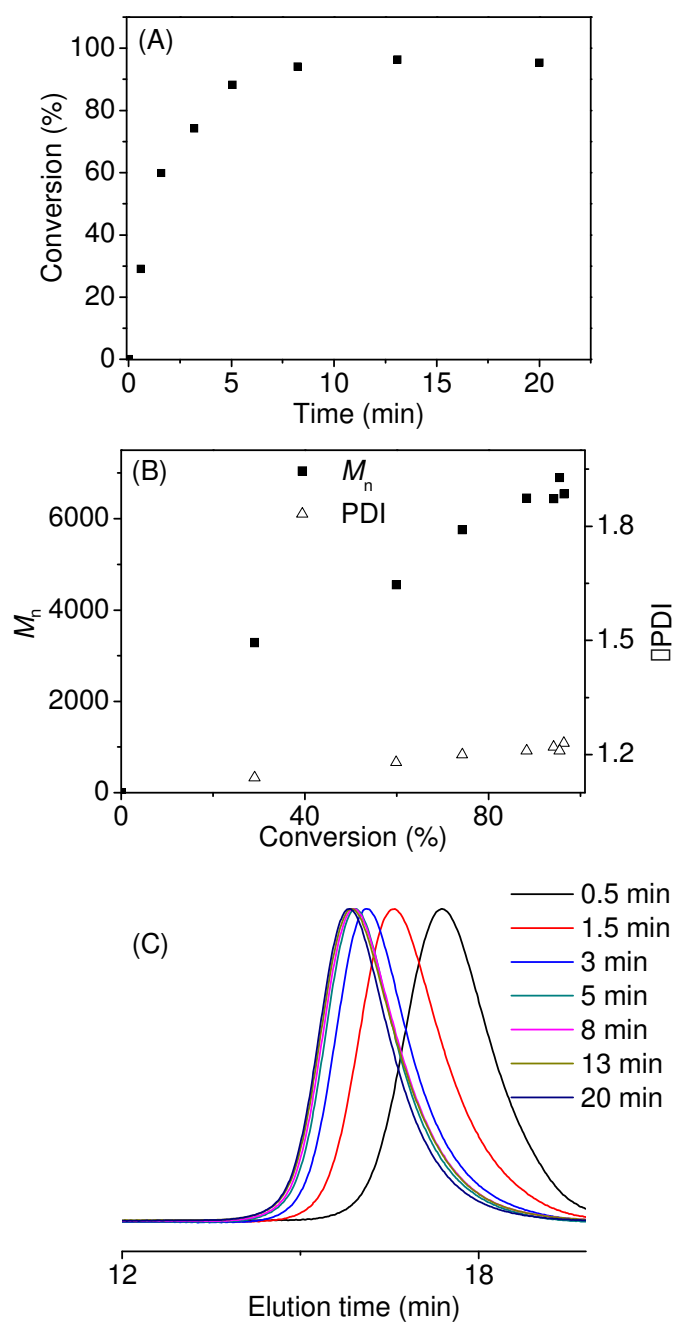 (A)
100
80
60
40
20
0
Conversion (%)
0 5 10 15 20
Time (min)
(B)
Mn
PDI
6000
4000
2000
0
Mn
1.8
1.5
1.2
▯PDI
0 40 80
Conversion (%)
(C)
0.5 min
1.5 min
3 min
5 min
8 min
13 min
20 min
12 18
Elution time (min)